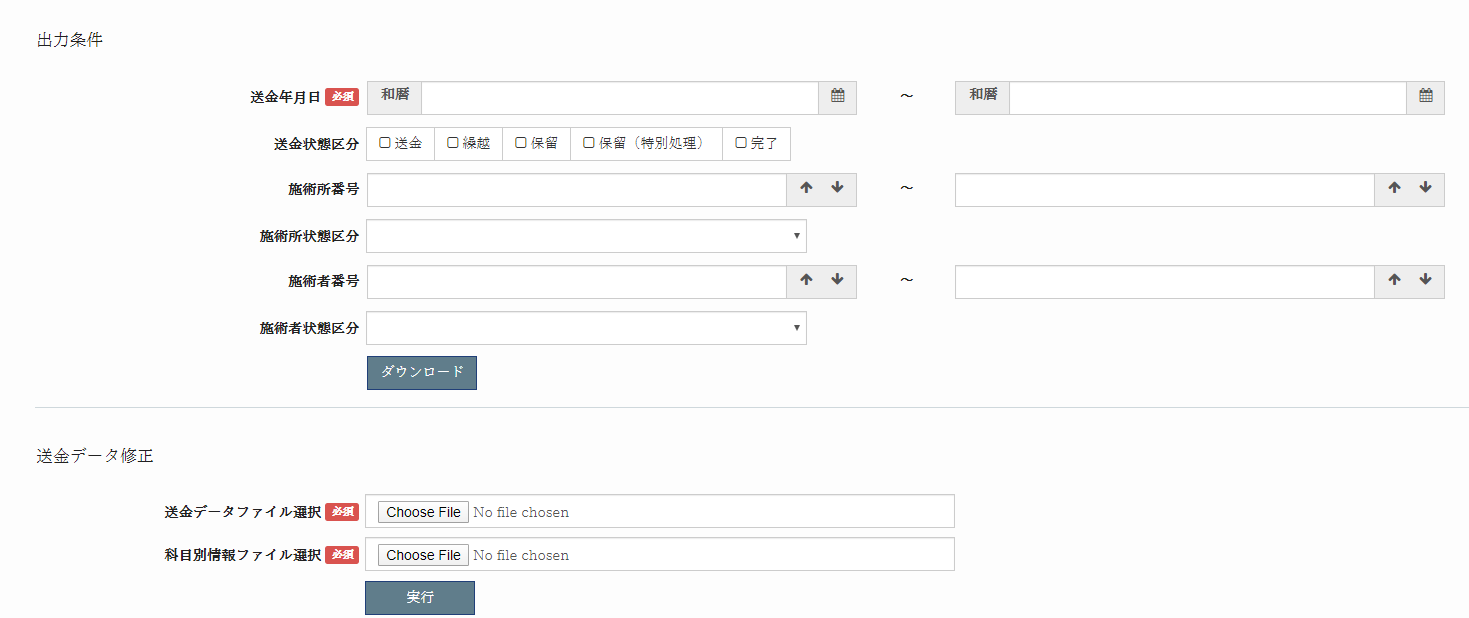 出力条件
送金年月日 必須 和暦 ～ 和暦
送金状態区分 送金 繰越 保留 保留（特別処理） 完了
施術所番号 ～
施術所状態区分
施術者番号 ～
施術者状態区分
ダウンロード
送金データ修正
送金データファイル選択 必須 Choose File No file chosen
科目別情報ファイル選択 必須 Choose File No file chosen
実行